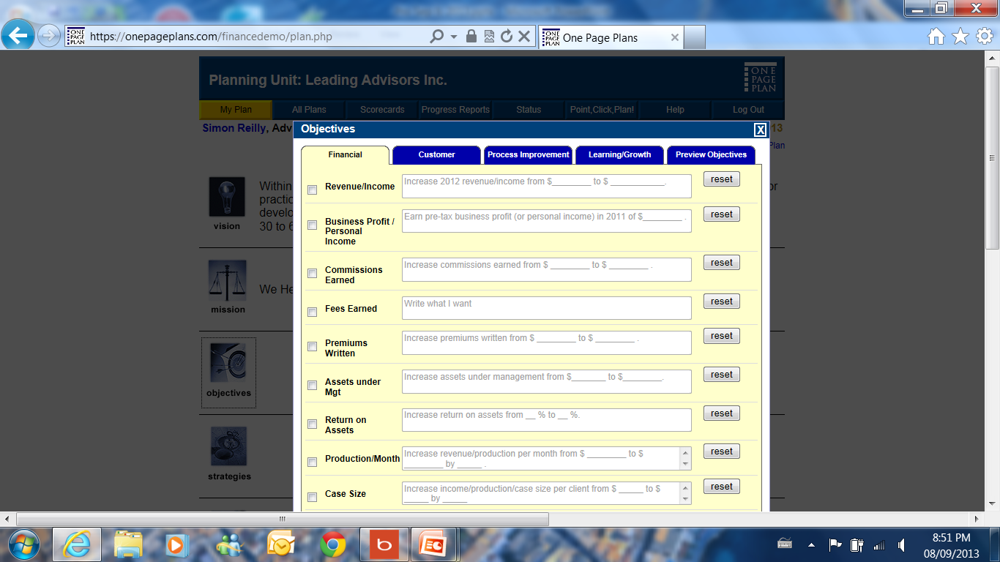 https://onepageplans.com/financedemo/plan.php
ONE PAGE PLAN
One Page Plans
Planning Unit: Leading Advisors Inc.
ONE
PAGE
PLAN
My Plan
All Plans
Scorecards
Progress Reports
Status
Point,Click,Plan!
Help
Log Out
Simon Reilly, Adv
13
Plan
Objectives
X
Financial
Customer
Process Improvement
Learning/Growth
Preview Objectives
Within
or
practic
develo
30 to 6
vision
We He
mission
objectives
strategies
Revenue/Income
Increase 2012 revenue/income from $________ to $ ___________.
reset
Business Profit /
Personal
Income
Earn pre-tax business profit (or personal income) in 2011 of $________ .
reset
Commissions
Earned
Increase commissions earned from $ ________ to $ ________ .
reset
Fees Earned
Write what I want
reset
Premiums
Written
Increase premiums written from $ ________ to $ ________ .
reset
Assets under
Mgt
Increase assets under management from $_______ to $________.
reset
Return on
Assets
Increase return on assets from __ % to __ %.
reset
Production/Month
Increase revenue/production per month from $ ________ to $
________ by _____ .
reset
Case Size
Increase income/production/case size per client from $ _____ to $
_____ by _____
reset
8:51 PM
08/09/2013